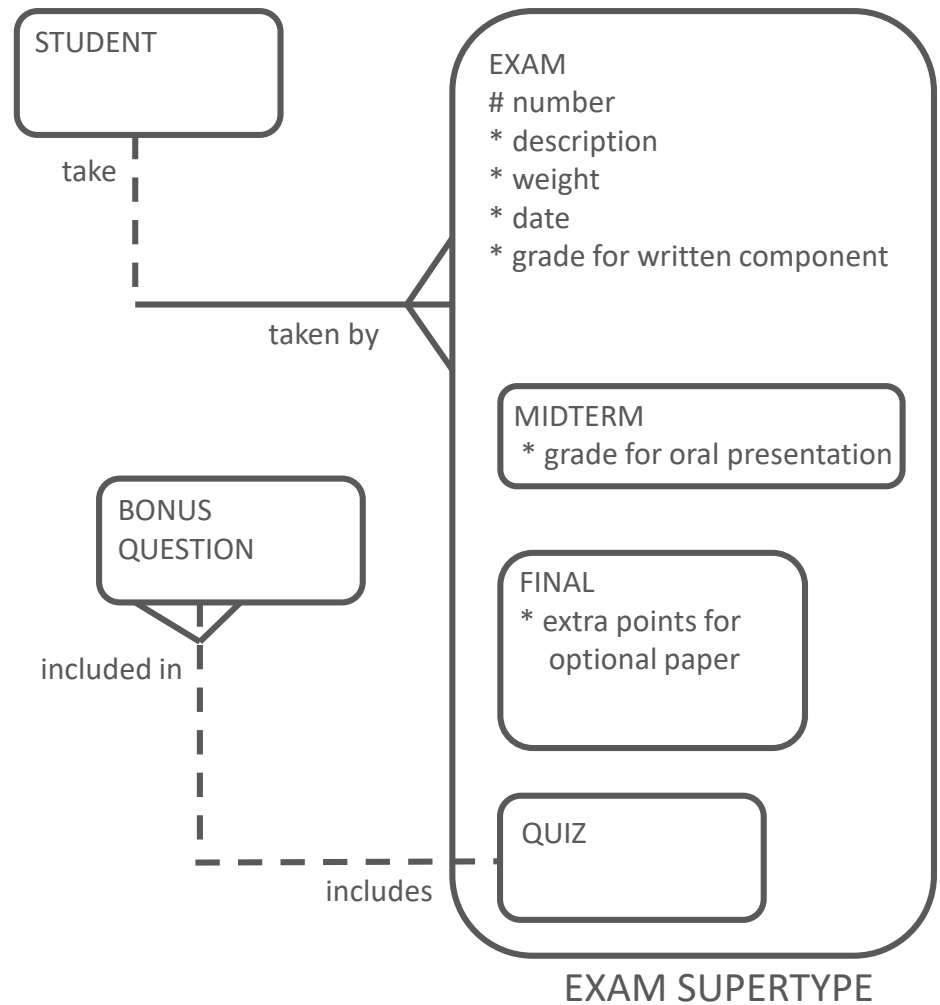 STUDENT
take
EXAM
# number
* description
* weight
* date
* grade for written component
taken by
MIDTERM
* grade for oral presentation
BONUS
QUESTION
included in
FINAL
* extra points for
optional paper
QUIZ
includes
EXAM SUPERTYPE